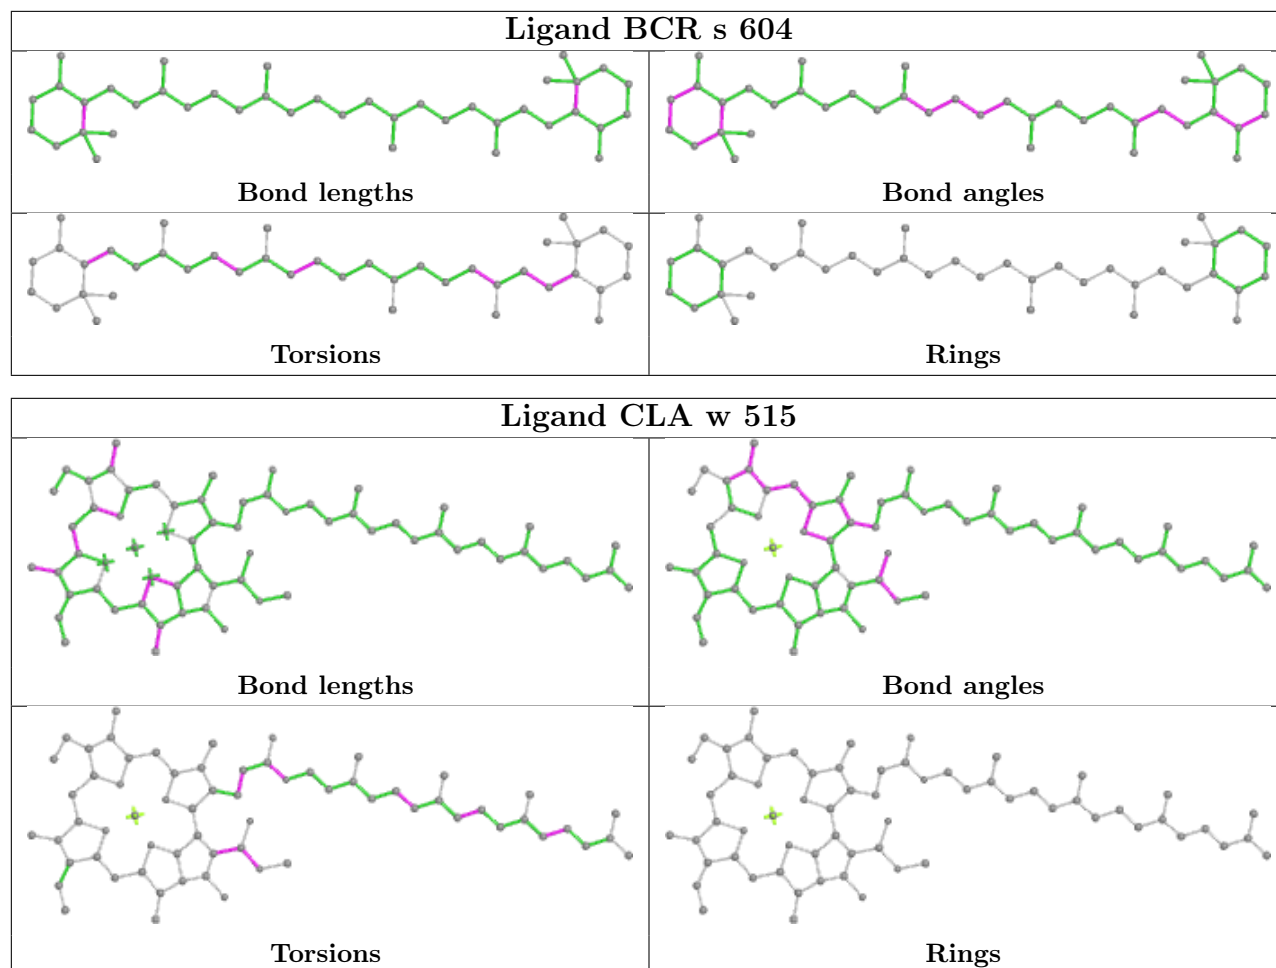 Ligand BCR s 604
Bond lengths
Bond angles
Torsions
Rings
Ligand CLA w 515
Bond lengths
Bond angles
Torsions
Rings